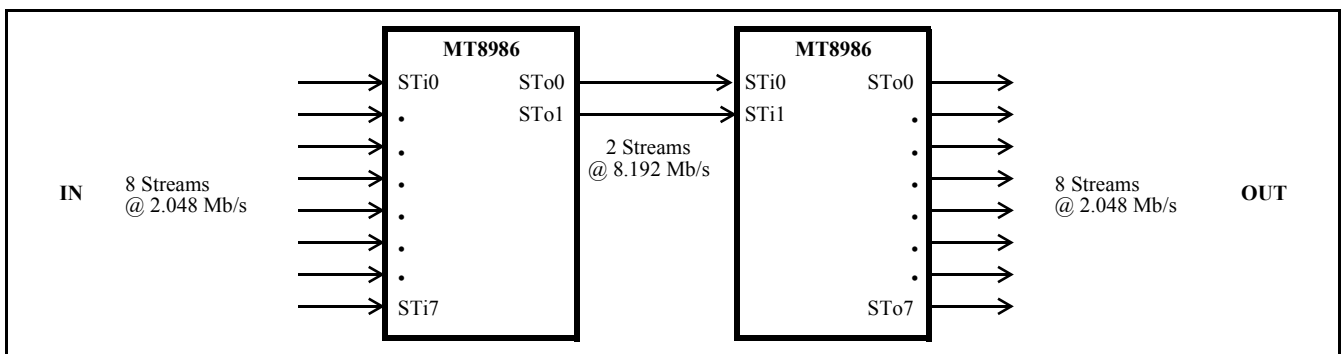 MT8986
MT8986
STi0
STo0
STi0
STo0
.
STo1
STi1
.
.
.
2 Streams
@ 8.192 Mb/s
.
.
IN
8 Streams
@ 2.048 Mb/s
8 Streams
@ 2.048 Mb/s
OUT
.
.
.
.
.
.
STi7
STo7